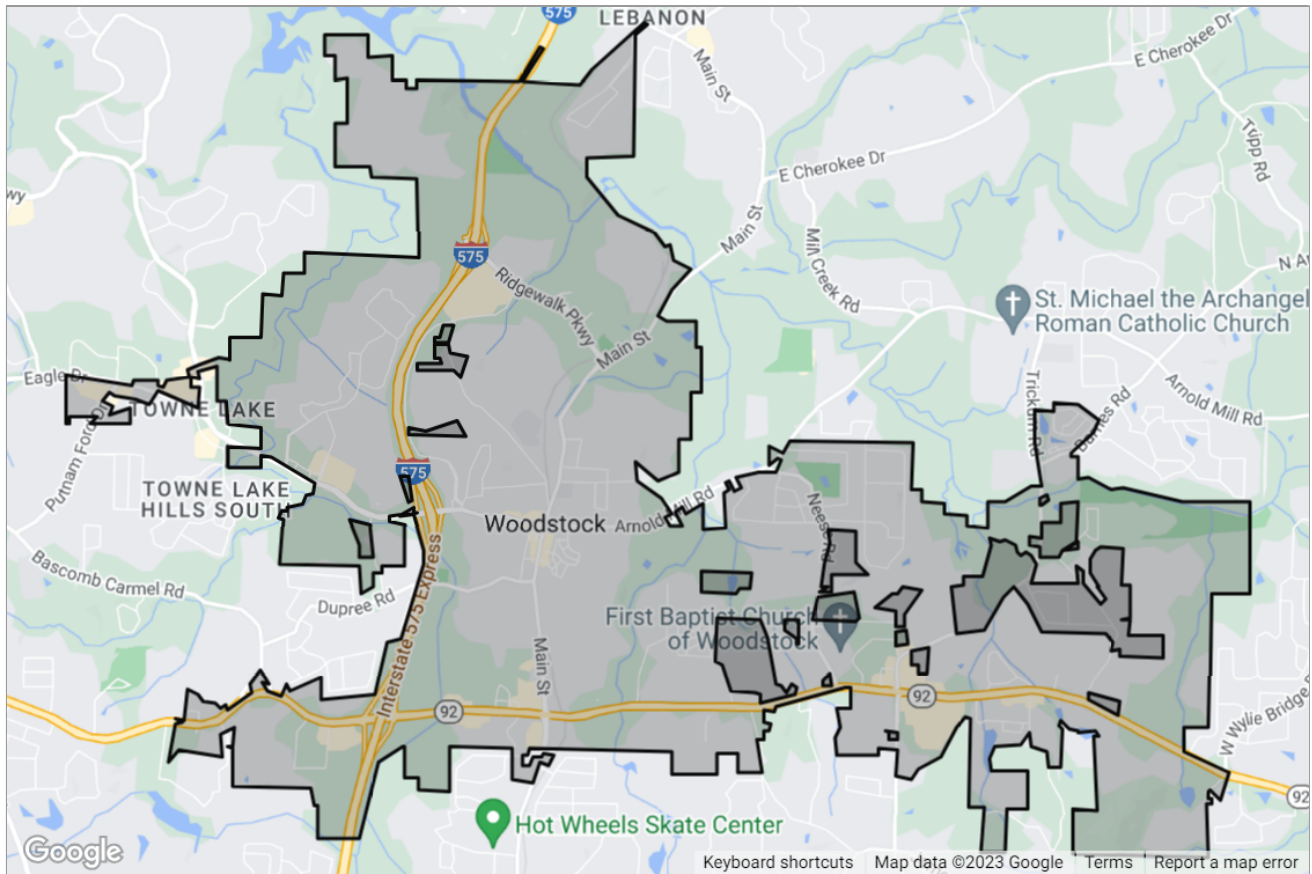 575
LEBANON
Main St
E Cherokee Dr
Tripp Rd
E Cherokee Dr
wy
Main St
Mill Creek Rd
N A
575
Ridgewalk Pkwy
St. Michael the Archangel
Roman Catholic Church
Main St
Eagle Dr
TOWNE LAKE
Trickum Rd
Barnes Rd
Arnold Mill Rd
Putnam Ford Dr
575
TOWNE LAKE
HILLS SOUTH
Woodstock
Arnold Mill Rd
Neese Rd
Bascomb Carmel Rd
Dupree Rd
Interstate 575 Express
First Baptist Church
of Woodstock
Main St
92
92
W Wylie Bridge R
92
Hot Wheels Skate Center
Google
Keyboard shortcuts
Map data ©2023 Google
Terms
Report a map error